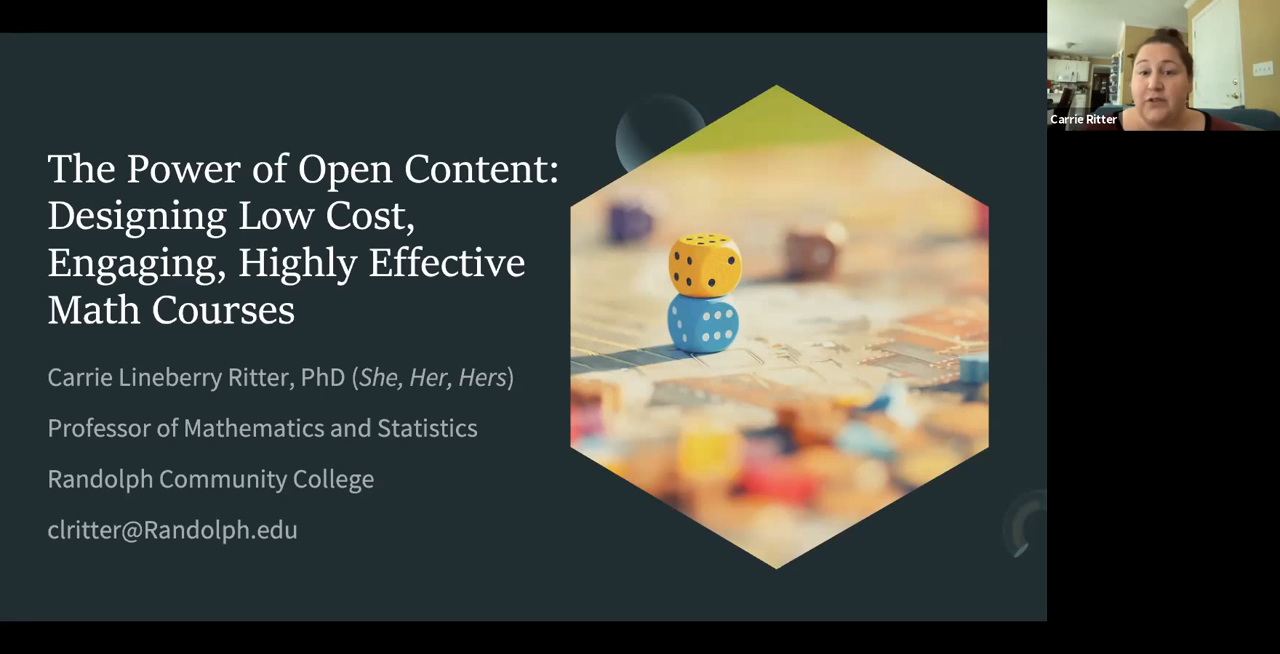 The Power of Open Content:
Designing Low Cost,
Engaging, Highly Effective
Math Courses
Carrie Lineberry Ritter, PhD (She, Her, Hers)
Professor of Mathematics and Statistics
Randolph Community College
clritter@Randolph.edu
Carrie Ritter